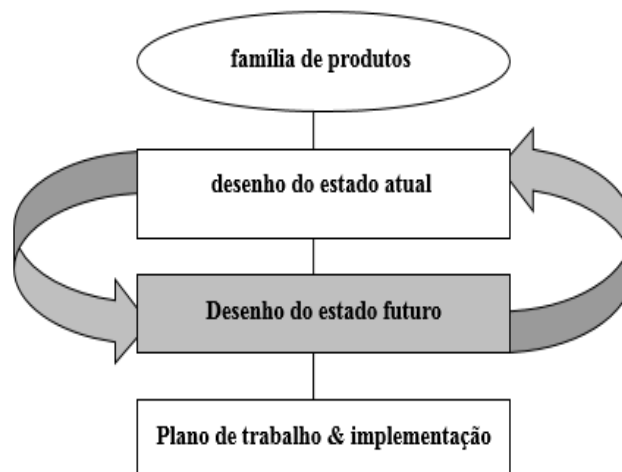 família de produtos
desenho do estado atual
Desenho do estado futuro
Plano de trabalho & implementação